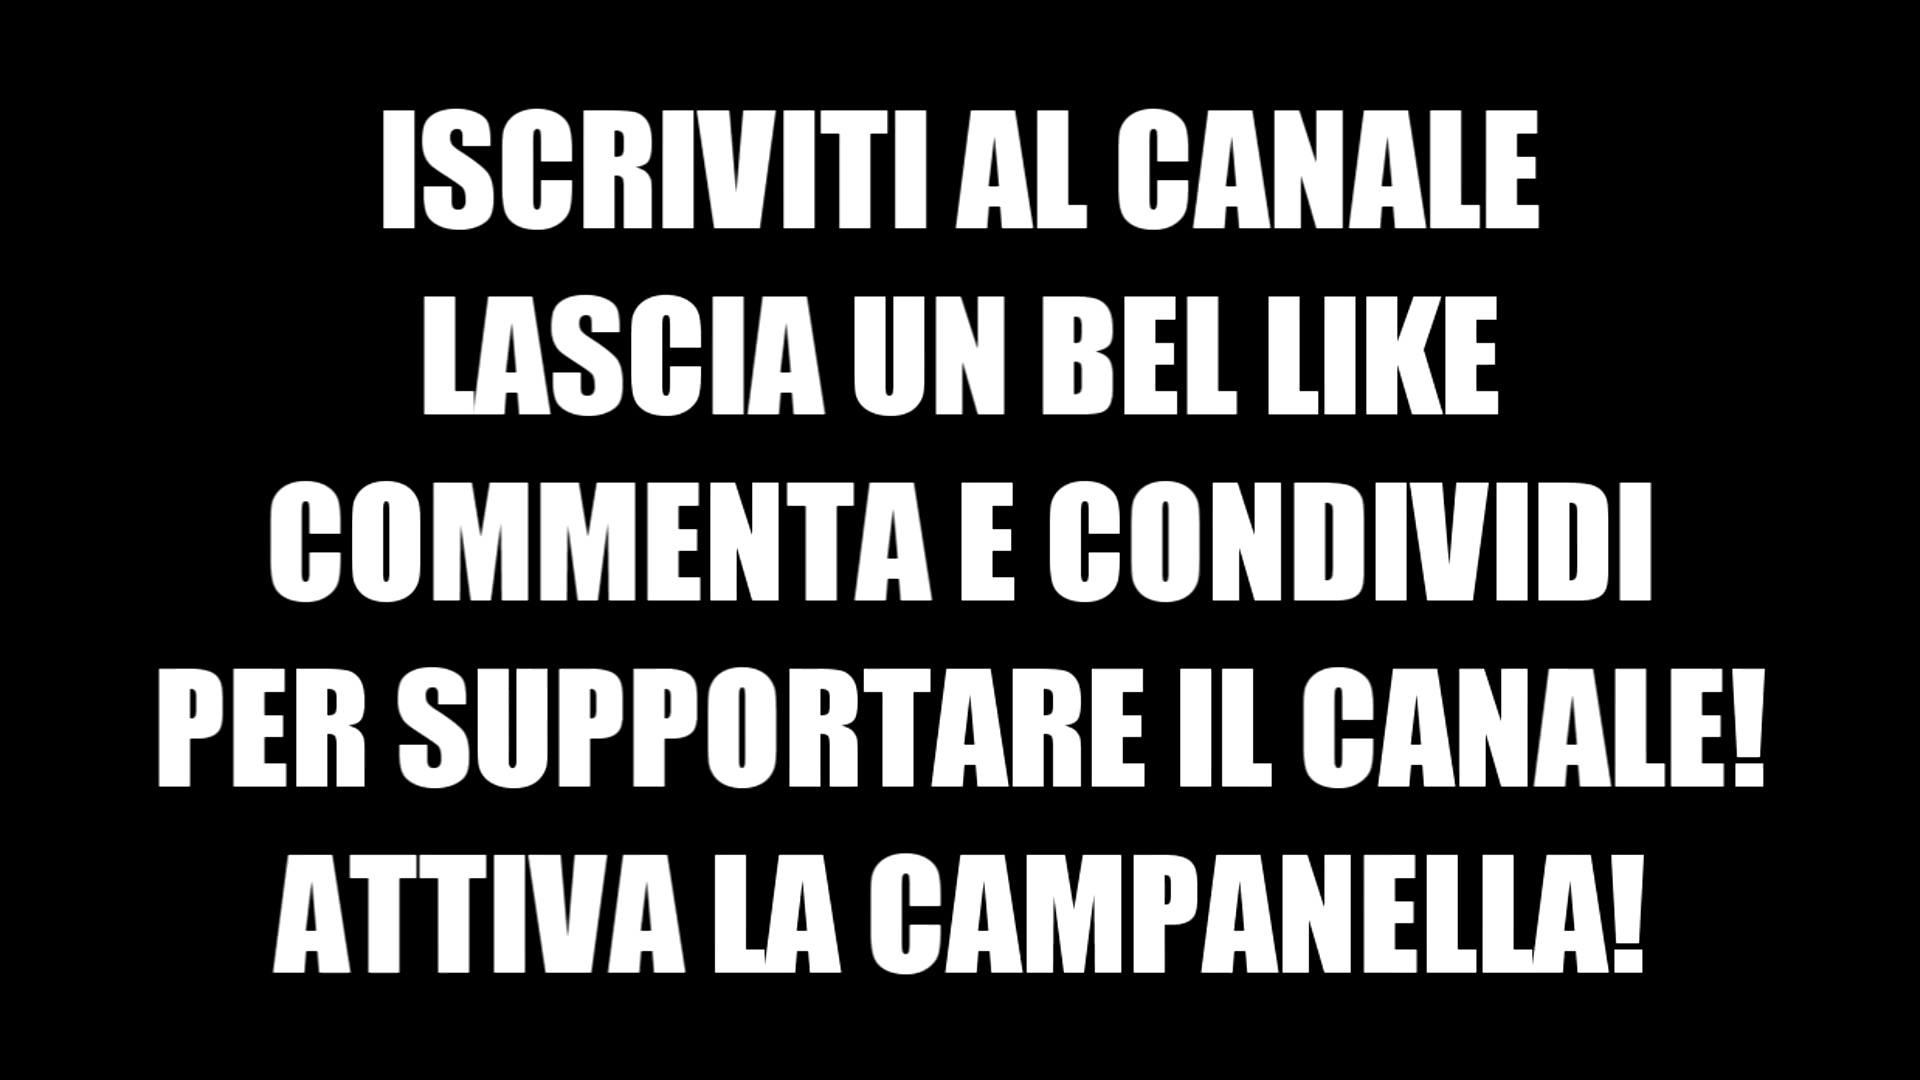 ISCRIVITI AL CANALE
LASCIA UN BEL LIKE
COMMENTA E CONDIVIDI
PER SUPPORTARE IL CANALE!
ATTIVA LA CAMPANELLA!